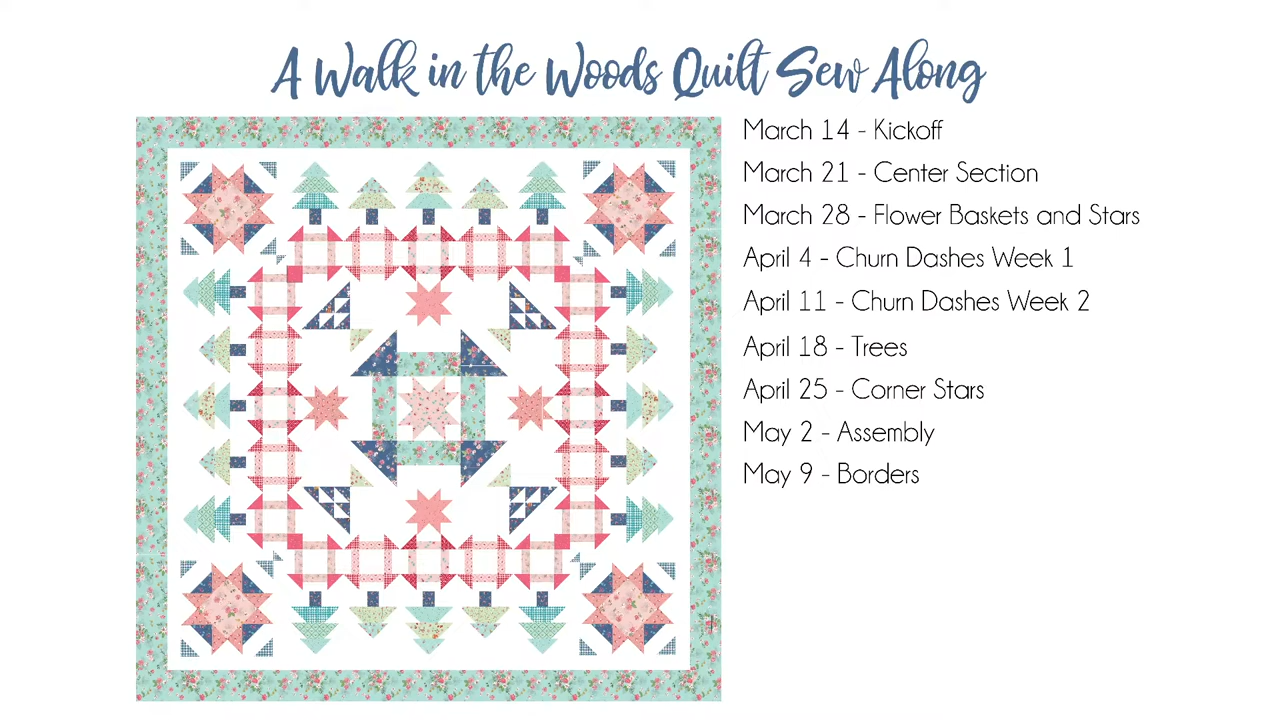 A Walk in the Woods Quilt Sew Along
March 14 - Kickoff
March 21 - Center Section
March 28 - Flower Baskets and Stars
April 4 - Churn Dashes Week 1
April 11 - Churn Dashes Week 2
April 18 - Trees
April 25 - Corner Stars
May 2 - Assembly
May 9 - Borders